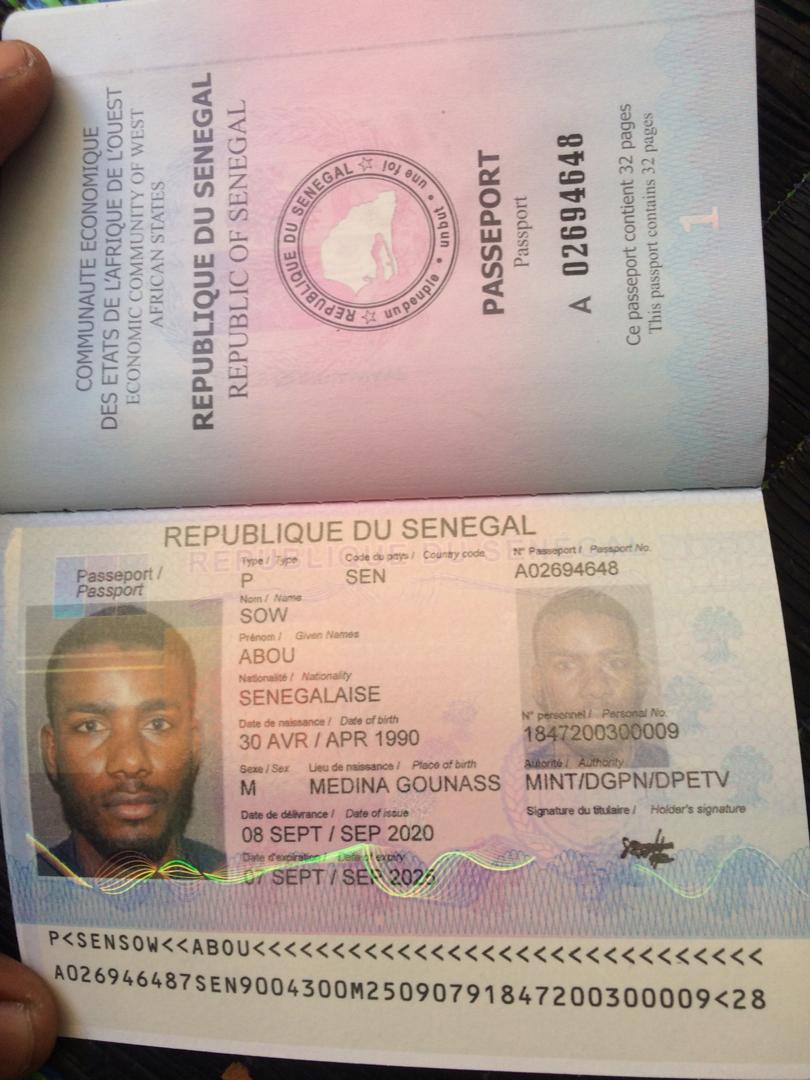 COMMUNAUTE ECONOMIQUE
DES ETATS DE L'AFRIQUE DE L'OUEST
ECONOMIC COMMUNITY OF WEST
AFRICAN STATES
REPUBLIQUE DU SENEGAL
REPUBLIC OF SENEGAL
REPUBLIQUE DU SENEGAL
un peuple • un but • une foi
PASSEPORT
Passport
A 02694648
Ce passeport contient 32 pages
This passport contains 32 pages
1
REPUBLIQUE DU SENEGAL
Passeport /
Passport
Type / Type
P
Code du pays / Country code
SEN
N° Passeport / Passport No.
A02694648
Nom / Name
SOW
Prénom / Given Names
ABOU
Nationalité / Nationality
SENEGALAISE
Date de naissance / Date of birth
30 AVR / APR 1990
N° personnel / Personal No.
1847200300009
Sexe / Sex
M
Lieu de naissance / Place of birth
MEDINA GOUNASS
Autorité / Authority
MINT/DGPN/DPETV
Date de délivrance / Date of issue
08 SEPT / SEP 2020
Signature du titulaire / Holder's signature
Date d'expiration / Date of expiry
07 SEPT / SEP 2025
P<SENSOW<<ABOU<<<<<<<<<<<<<<<<<<<<<<<<<<<<<<
A026946487SEN9004300M25090791847200300009<28